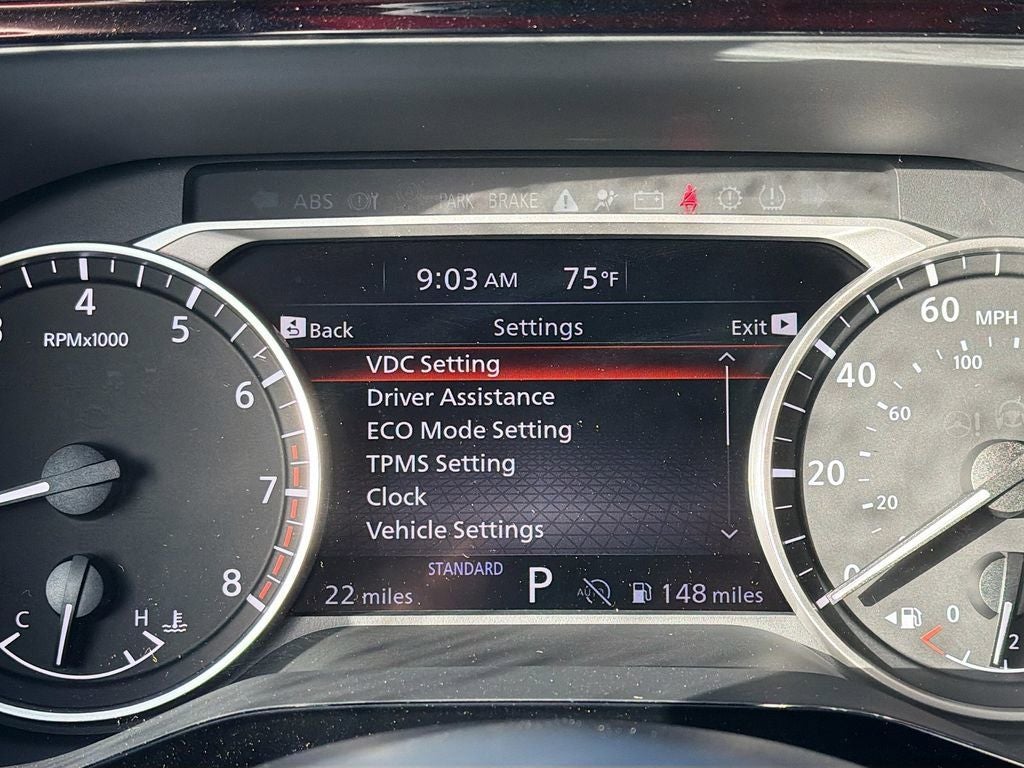 ABS PARK BRAKE
9:03 AM 75°F
Back Settings Exit
VDC Setting
Driver Assistance
ECO Mode Setting
TPMS Setting
Clock
Vehicle Settings
STANDARD
22 miles P 148 miles
4
5
6
7
8
RPMx1000
C H
60
MPH
100
40
60
20
20
0
0
2